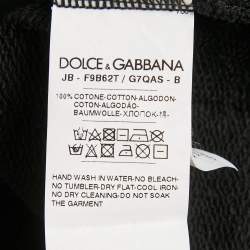 DOLCE & GABBANA
JB - F9B62T / G7QAS - B
100% COTONE-COTTON-ALGODON-
COTON-ALGODÃO-
BAUMWOLLE-ХЛОПОК-棉-
HAND WASH IN WATER-NO BLEACH-
NO TUMBLER-DRY FLAT-COOL IRON-
NO DRY CLEANING-DO NOT SOAK
THE GARMENT